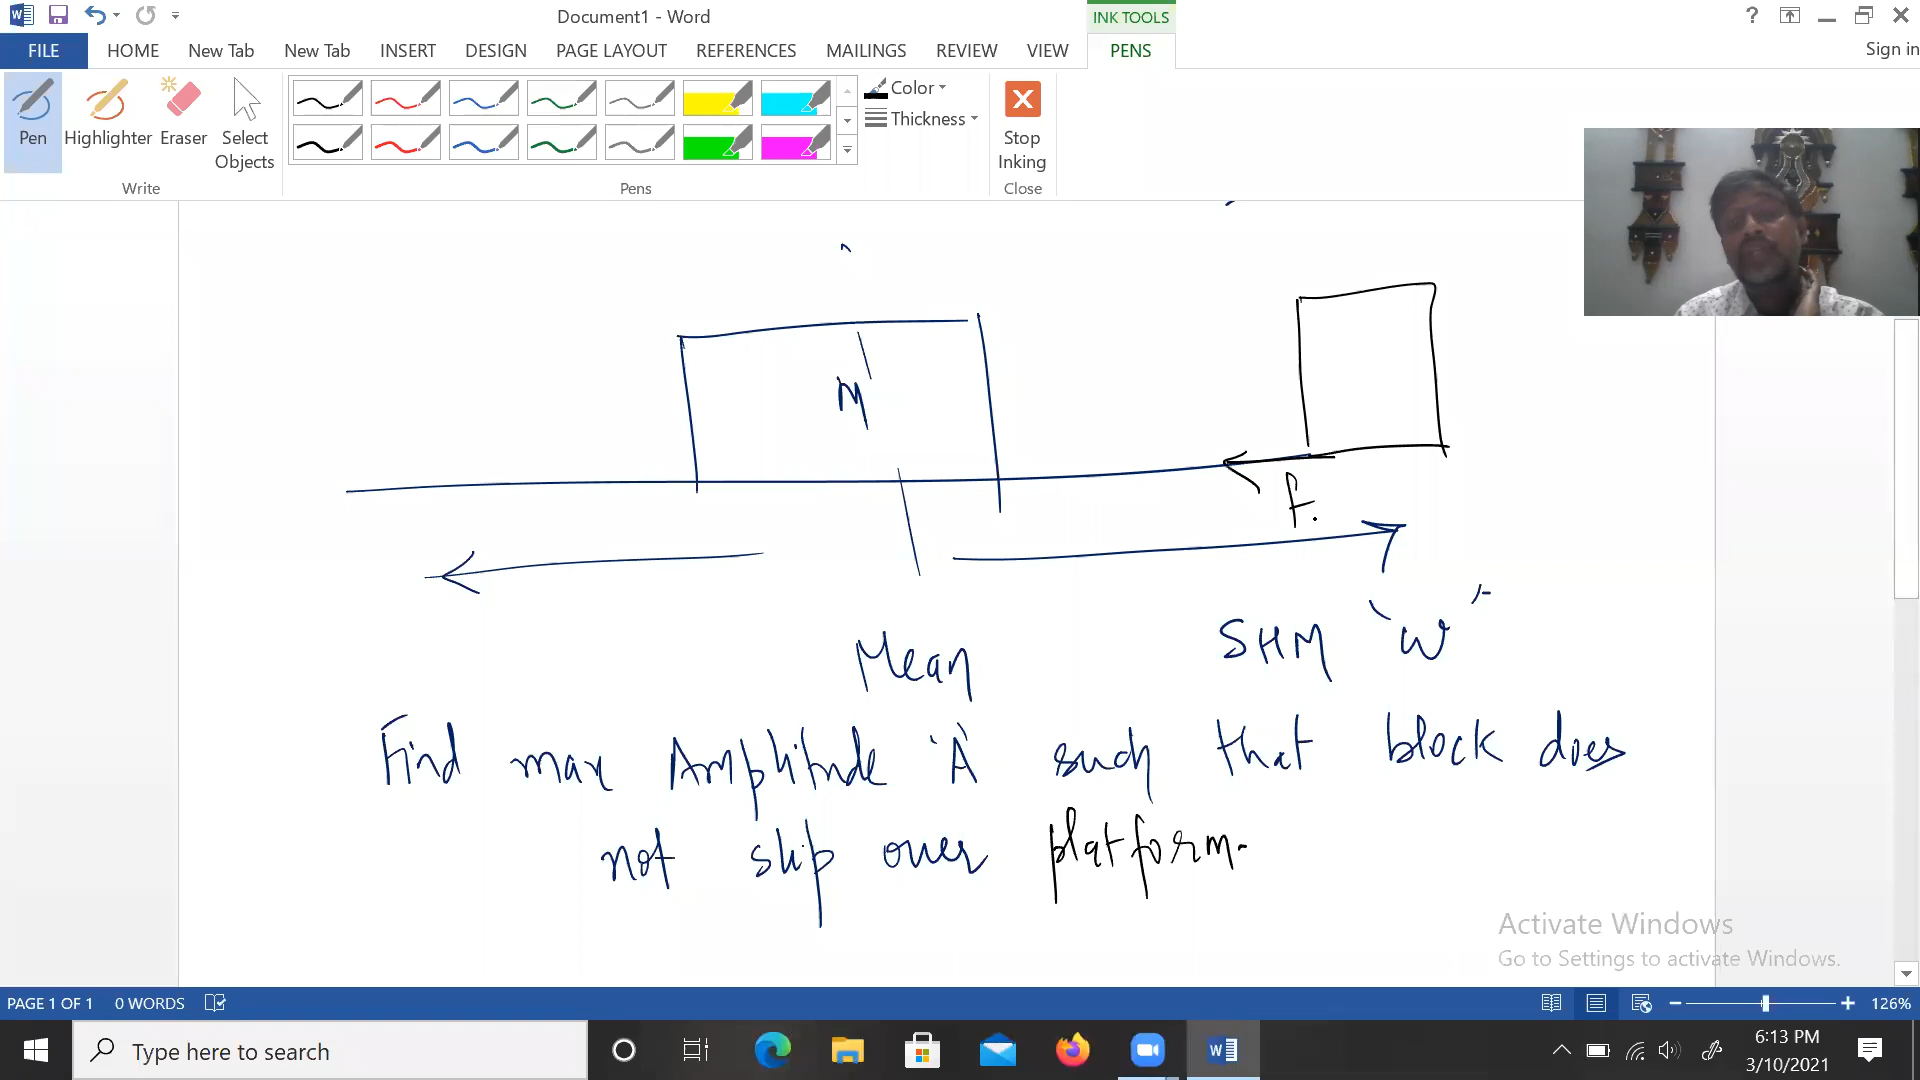 Document1 - Word
INK TOOLS
?
FILE HOME New Tab New Tab INSERT DESIGN PAGE LAYOUT REFERENCES MAILINGS REVIEW VIEW PENS Sign in
Pen Highlighter Eraser Select Objects
Color
Thickness
Stop Inking
Write Pens Close
M
f.
Mean SHM 'W'
Find max Amplitude 'A' such that block does
not slip over platform.
Activate Windows
Go to Settings to activate Windows.
PAGE 1 OF 1 0 WORDS 126%
Type here to search
6:13 PM
3/10/2021